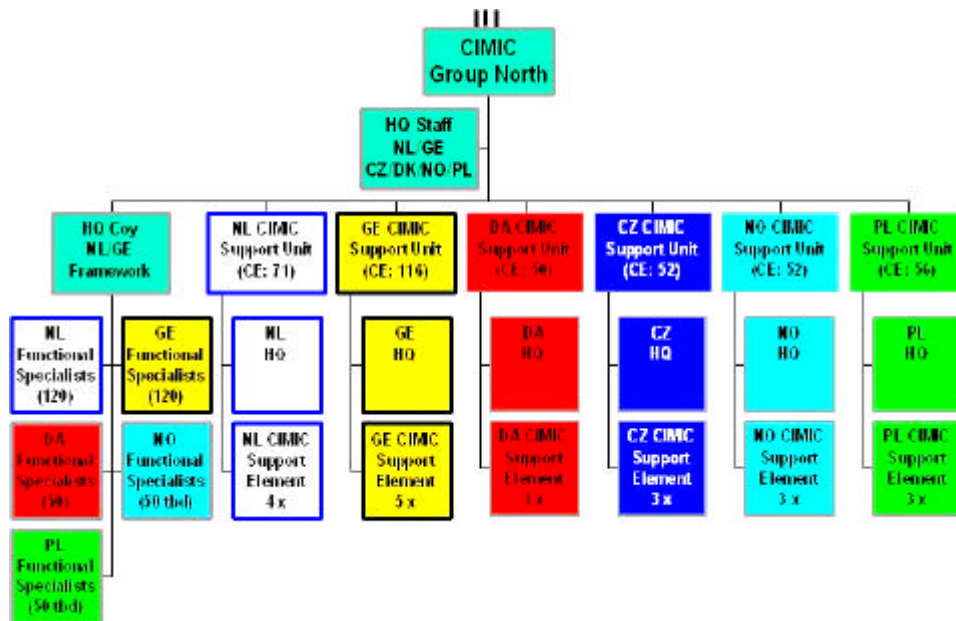 CIMIC
Group North
HQ Staff
NL/GE
CZ/DK/NO/PL
HQ Coy
NL/GE
Framework
NL CIMIC
Support Unit
(CE: 71)
GE CIMIC
Support Unit
(CE: 116)
DA CIMIC
Support Unit
(CE: 50)
CZ CIMIC
Support Unit
(CE: 52)
NO CIMIC
Support Unit
(CE: 52)
PL CIMIC
Support Unit
(CE: 56)
NL
Functional
Specialists
(120)
GE
Functional
Specialists
(120)
NL
HQ
GE
HQ
DA
HQ
CZ
HQ
NO
HQ
PL
HQ
DA
Functional
Specialists
(50)
NO
Functional
Specialists
(50 tbd)
NL CIMIC
Support
Element
4 x
GE CIMIC
Support
Element
5 x
DA CIMIC
Support
Element
CZ CIMIC
Support
Element
3 x
NO CIMIC
Support
Element
3 x
PL CIMIC
Support
Element
3 x
PL
Functional
Specialists
(50 tbd)